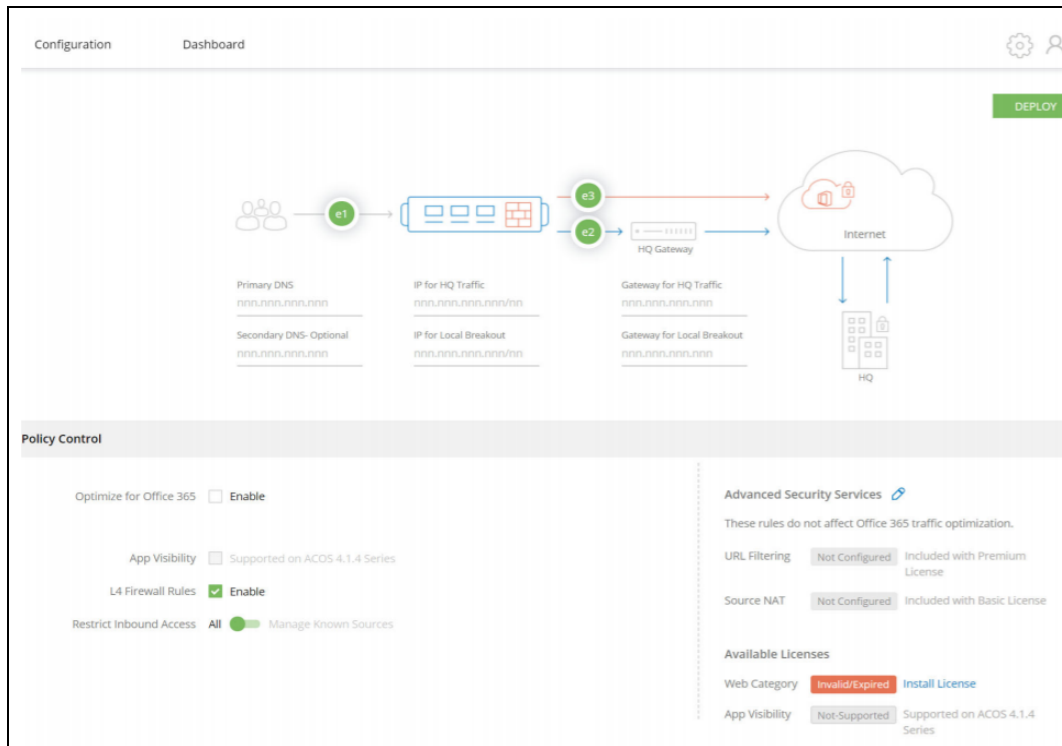 Configuration Dashboard
DEPLOY
e1
e3
e2
HQ Gateway
Internet
HQ
Primary DNS IP for HQ Traffic Gateway for HQ Traffic
nnn.nnn.nnn.nnn nnn.nnn.nnn.nnn/nn nnn.nnn.nnn.nnn
Secondary DNS- Optional IP for Local Breakout Gateway for Local Breakout
nnn.nnn.nnn.nnn nnn.nnn.nnn.nnn/nn nnn.nnn.nnn.nnn
Policy Control
Optimize for Office 365 Enable
App Visibility Supported on ACOS 4.1.4 Series
L4 Firewall Rules Enable
Restrict Inbound Access All Manage Known Sources
Advanced Security Services
These rules do not affect Office 365 traffic optimization.
URL Filtering Not Configured Included with Premium
License
Source NAT Not Configured Included with Basic License
Available Licenses
Web Category Invalid/Expired Install License
App Visibility Not-Supported Supported on ACOS 4.1.4
Series